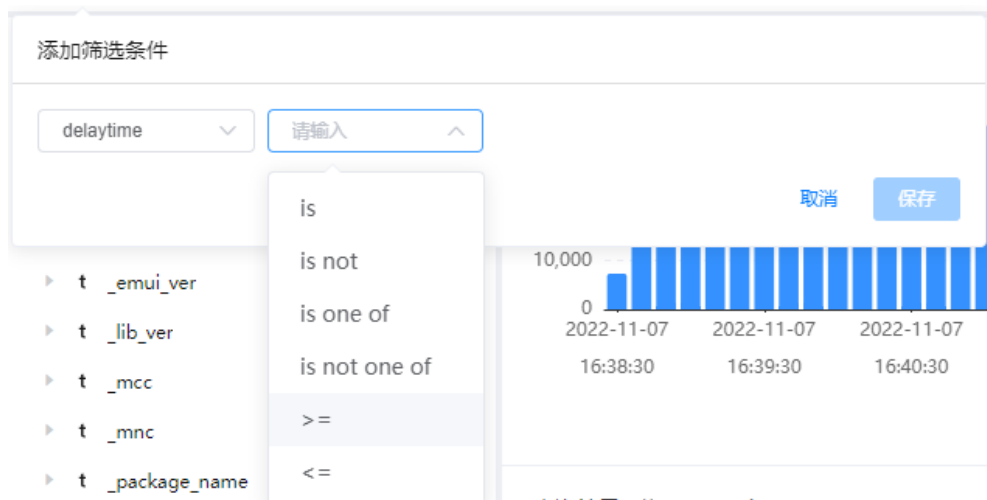 添加筛选条件
delaytime
请输入
is
is not
is one of
is not one of
>=
<=
取消
保存
t _emui_ver
t _lib_ver
t _mcc
t _mnc
t _package_name
10,000
0
2022-11-07 2022-11-07 2022-11-07
16:38:30 16:39:30 16:40:30